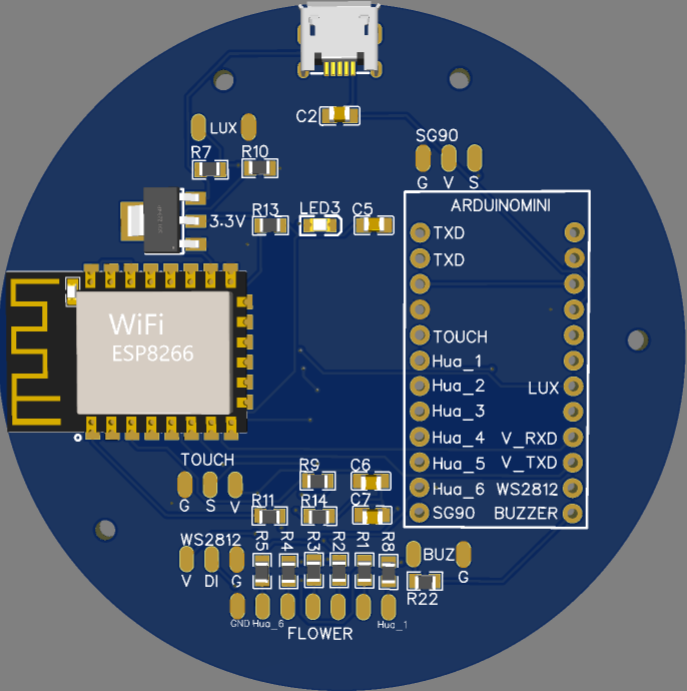 C2
SG90
G V S
LUX
R7 R10
ARDUINOMINI
3.3V
R13 LED3 C5
TXD
TXD
WiFi
ESP8266
TOUCH
Hua_1
Hua_2 LUX
Hua_3
Hua_4 V_RXD
Hua_5 V_TXD
Hua_6 WS2812
SG90 BUZZER
TOUCH
G S V
R9 C6
R11 R14 C7
WS2812
V DI G
R5 R4 R3 R2 R1 R8
BUZ
G
R22
GND Hua_6 Hua_1
FLOWER